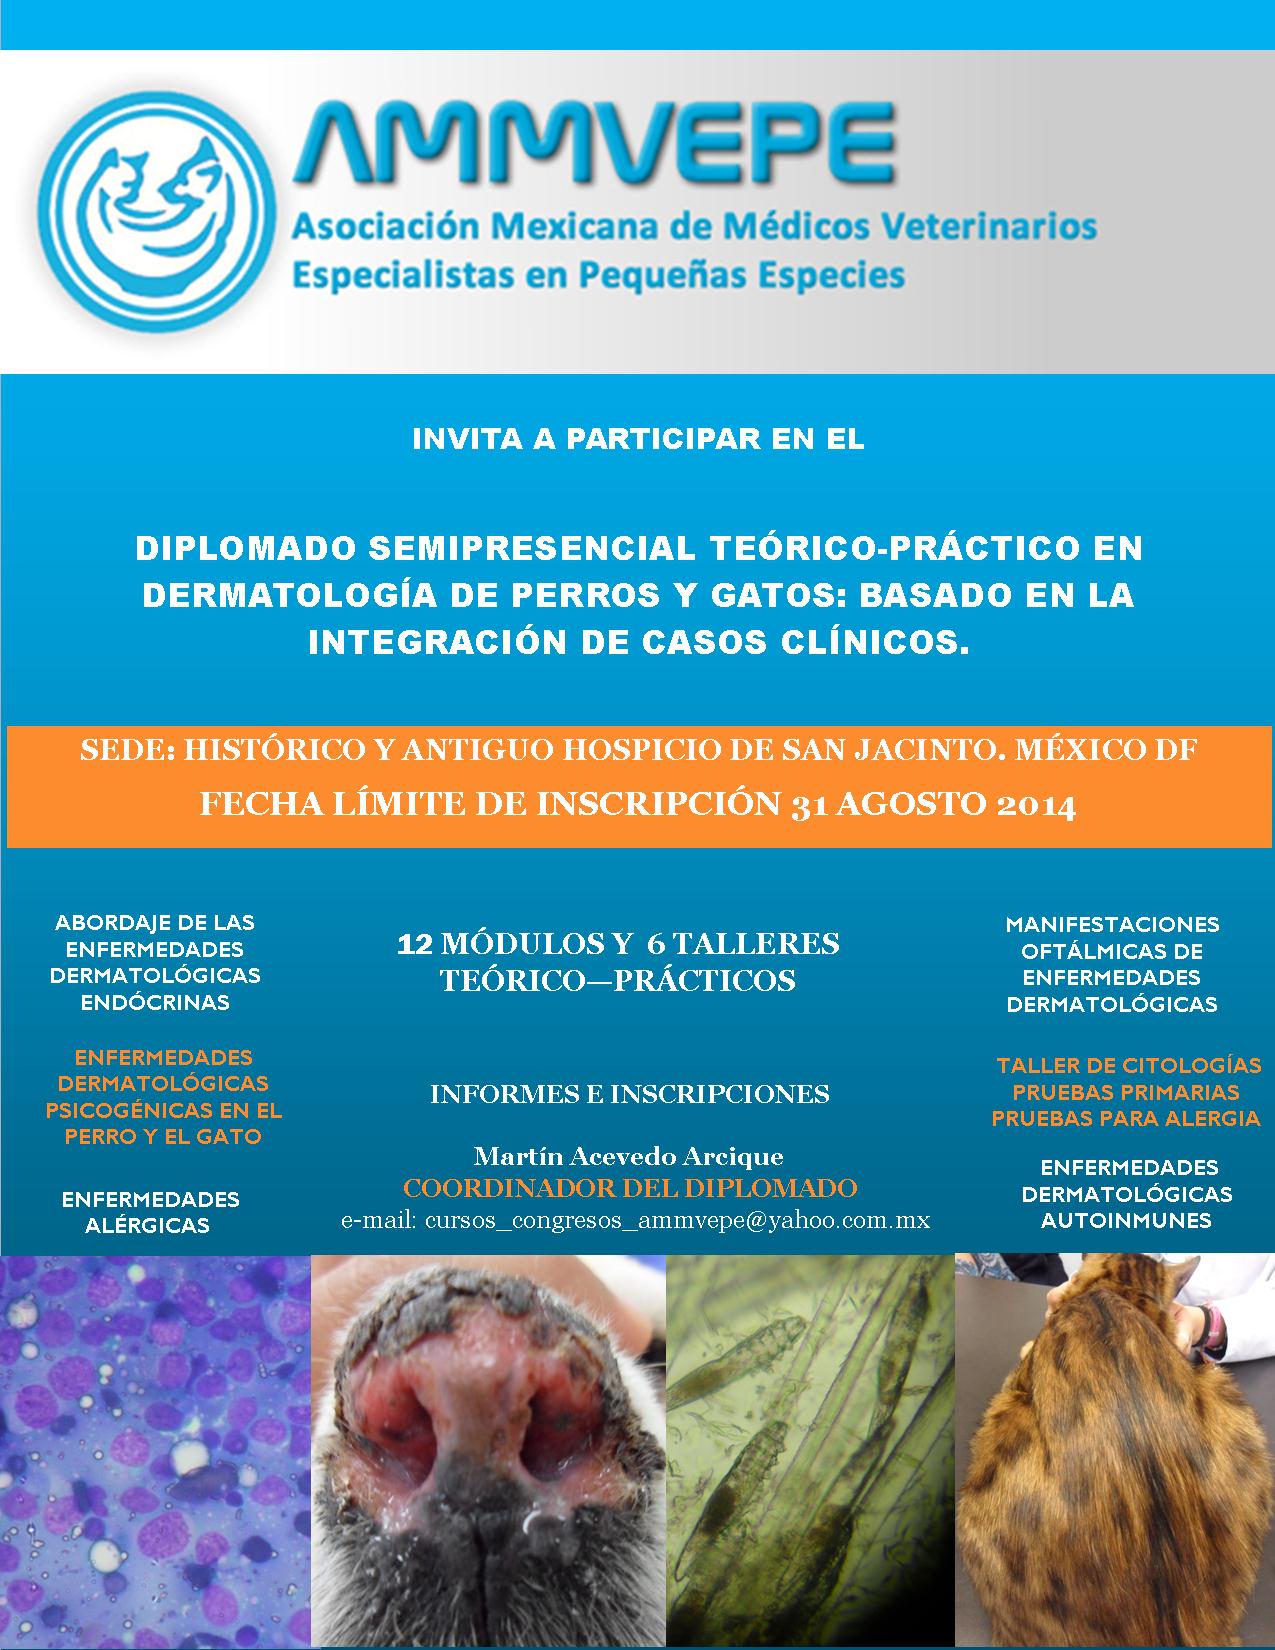 AMMVEPE
Asociación Mexicana de Médicos Veterinarios
Especialistas en Pequeñas Especies
INVITA A PARTICIPAR EN EL
DIPLOMADO SEMIPRESENCIAL TEÓRICO-PRÁCTICO EN
DERMATOLOGÍA DE PERROS Y GATOS: BASADO EN LA
INTEGRACIÓN DE CASOS CLÍNICOS.
SEDE: HISTÓRICO Y ANTIGUO HOSPICIO DE SAN JACINTO. MÉXICO DF
FECHA LÍMITE DE INSCRIPCIÓN 31 AGOSTO 2014
ABORDAJE DE LAS
ENFERMEDADES
DERMATOLÓGICAS
ENDÓCRINAS
ENFERMEDADES
DERMATOLÓGICAS
PSICOGÉNICAS EN EL
PERRO Y EL GATO
ENFERMEDADES
ALÉRGICAS
12 MÓDULOS Y 6 TALLERES
TEÓRICO—PRÁCTICOS
INFORMES E INSCRIPCIONES
Martín Acevedo Arcique
COORDINADOR DEL DIPLOMADO
e-mail: cursos_congresos_ammvepe@yahoo.com.mx
MANIFESTACIONES
OFTÁLMICAS DE
ENFERMEDADES
DERMATOLÓGICAS
TALLER DE CITOLOGÍAS
PRUEBAS PRIMARIAS
PRUEBAS PARA ALERGIA
ENFERMEDADES
DERMATOLÓGICAS
AUTOINMUNES